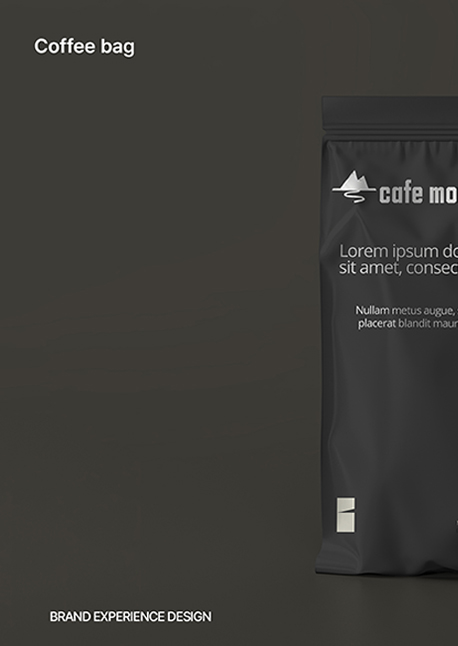 Coffee bag
cafe mo
Lorem ipsum do
sit amet, consec
Nullam metus augue,
placerat blandit maur
BRAND EXPERIENCE DESIGN